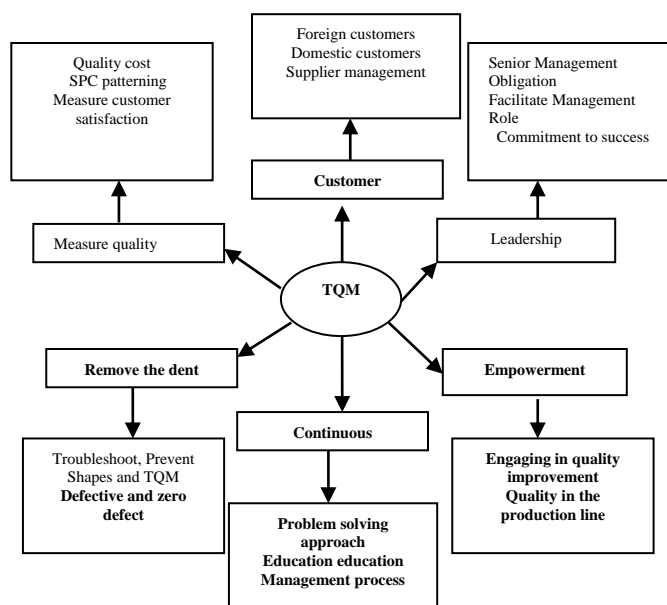 Quality cost
SPC patterning
Measure customer
satisfaction
Foreign customers
Domestic customers
Supplier management
Senior Management
Obligation
Facilitate Management
Role
Commitment to success
Customer
Measure quality
Leadership
TQM
Remove the dent
Empowerment
Continuous
Troubleshoot, Prevent
Shapes and TQM
Defective and zero
defect
Problem solving
approach
Education education
Management process
Engaging in quality
improvement
Quality in the
production line